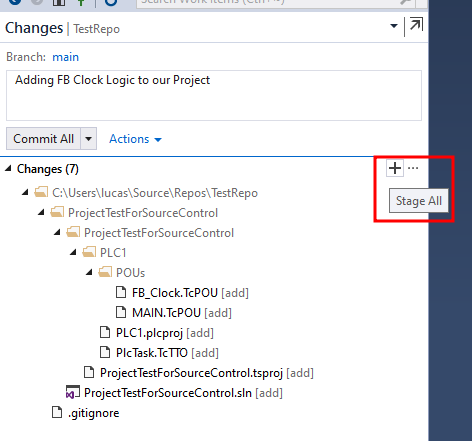 Search Work Items (Ctrl+')
Changes | TestRepo
Branch: main
Adding FB Clock Logic to our Project
Commit All Actions
Changes (7)
Stage All
C:\Users\lucas\Source\Repos\TestRepo
ProjectTestForSourceControl
ProjectTestForSourceControl
PLC1
POUs
FB_Clock.TcPOU [add]
MAIN.TcPOU [add]
PLC1.plcproj [add]
PlcTask.TcTTO [add]
ProjectTestForSourceControl.tsproj [add]
ProjectTestForSourceControl.sln [add]
.gitignore